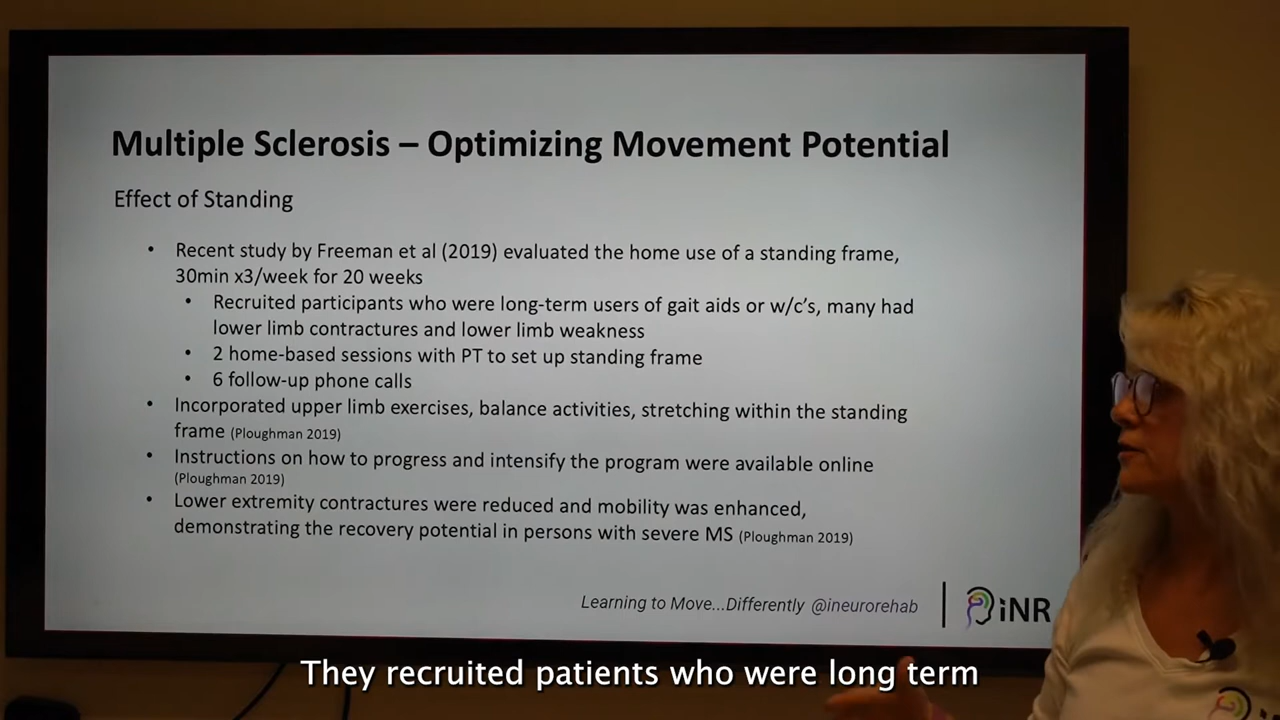 Multiple Sclerosis – Optimizing Movement Potential
Effect of Standing
• Recent study by Freeman et al (2019) evaluated the home use of a standing frame,
30min x3/week for 20 weeks
• Recruited participants who were long-term users of gait aids or w/c's, many had
lower limb contractures and lower limb weakness
• 2 home-based sessions with PT to set up standing frame
• 6 follow-up phone calls
• Incorporated upper limb exercises, balance activities, stretching within the standing
frame (Ploughman 2019)
• Instructions on how to progress and intensify the program were available online
(Ploughman 2019)
• Lower extremity contractures were reduced and mobility was enhanced,
demonstrating the recovery potential in persons with severe MS (Ploughman 2019)
Learning to Move...Differently @ineurorehab
iNR
They recruited patients who were long term